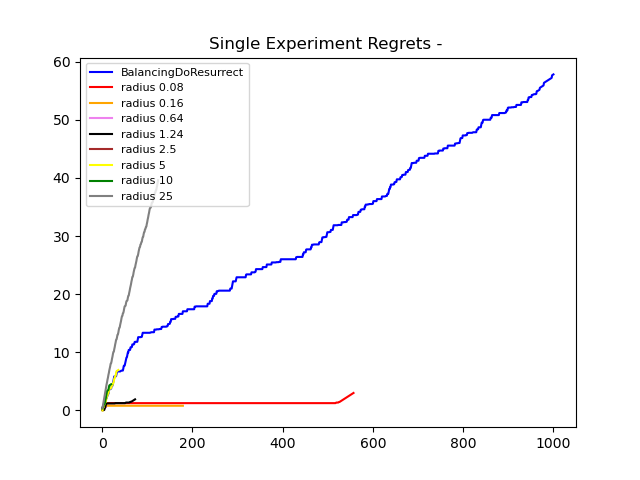 Single Experiment Regrets -
60
50
40
30
20
10
0
BalancingDoResurrect
radius 0.08
radius 0.16
radius 0.64
radius 1.24
radius 2.5
radius 5
radius 10
radius 25
0 200 400 600 800 1000